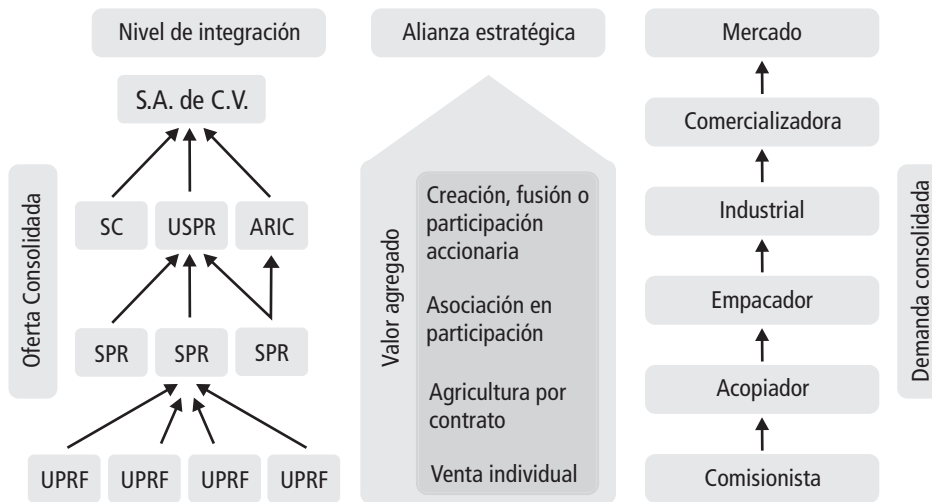 Nivel de integración
Alianza estratégica
Mercado
S.A. de C.V.
Comercializadora
Oferta Consolidada
SC
USPR
ARIC
Valor agregado
Creación, fusión o
participación
accionaria
Industrial
Demanda consolidada
SPR
SPR
SPR
Asociación en
participación
Empacador
Agricultura por
contrato
Acopiador
UPRF
UPRF
UPRF
UPRF
Venta individual
Comisionista